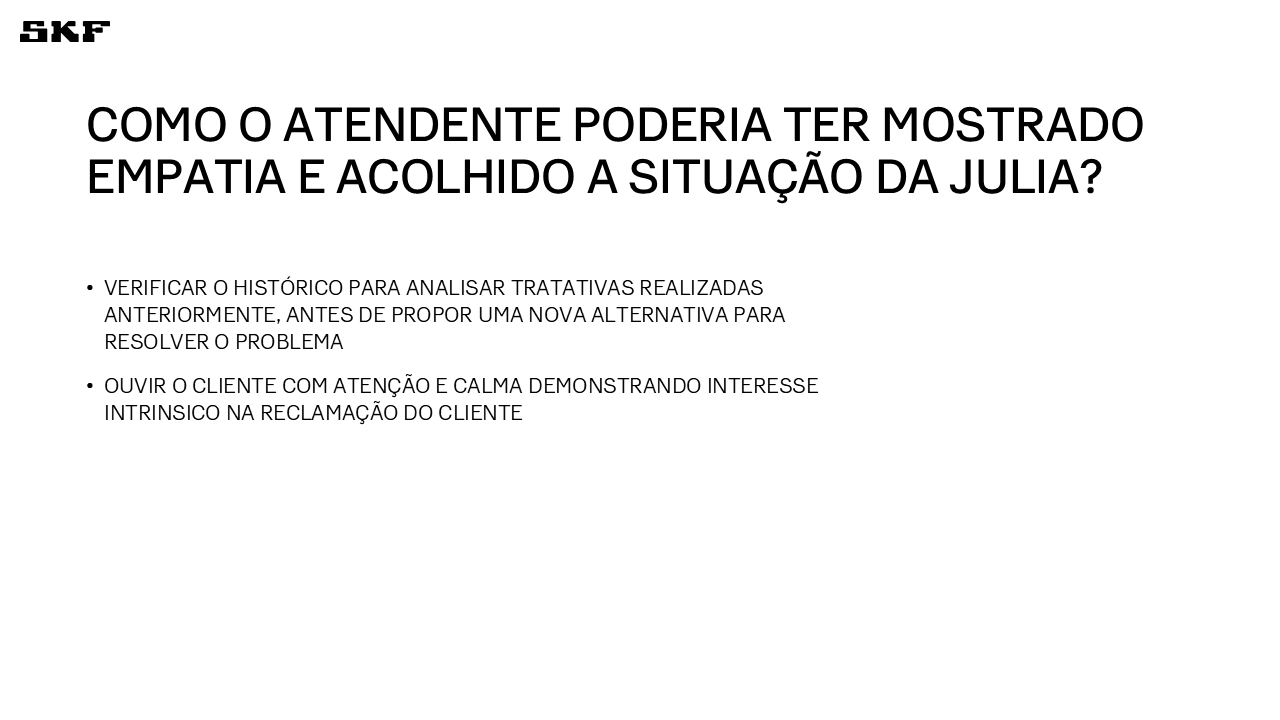 SKF
COMO O ATENDENTE PODERIA TER MOSTRADO
EMPATIA E ACOLHIDO A SITUAÇÃO DA JULIA?
• VERIFICAR O HISTÓRICO PARA ANALISAR TRATATIVAS REALIZADAS
ANTERIORMENTE, ANTES DE PROPOR UMA NOVA ALTERNATIVA PARA
RESOLVER O PROBLEMA
• OUVIR O CLIENTE COM ATENÇÃO E CALMA DEMONSTRANDO INTERESSE
INTRINSICO NA RECLAMAÇÃO DO CLIENTE